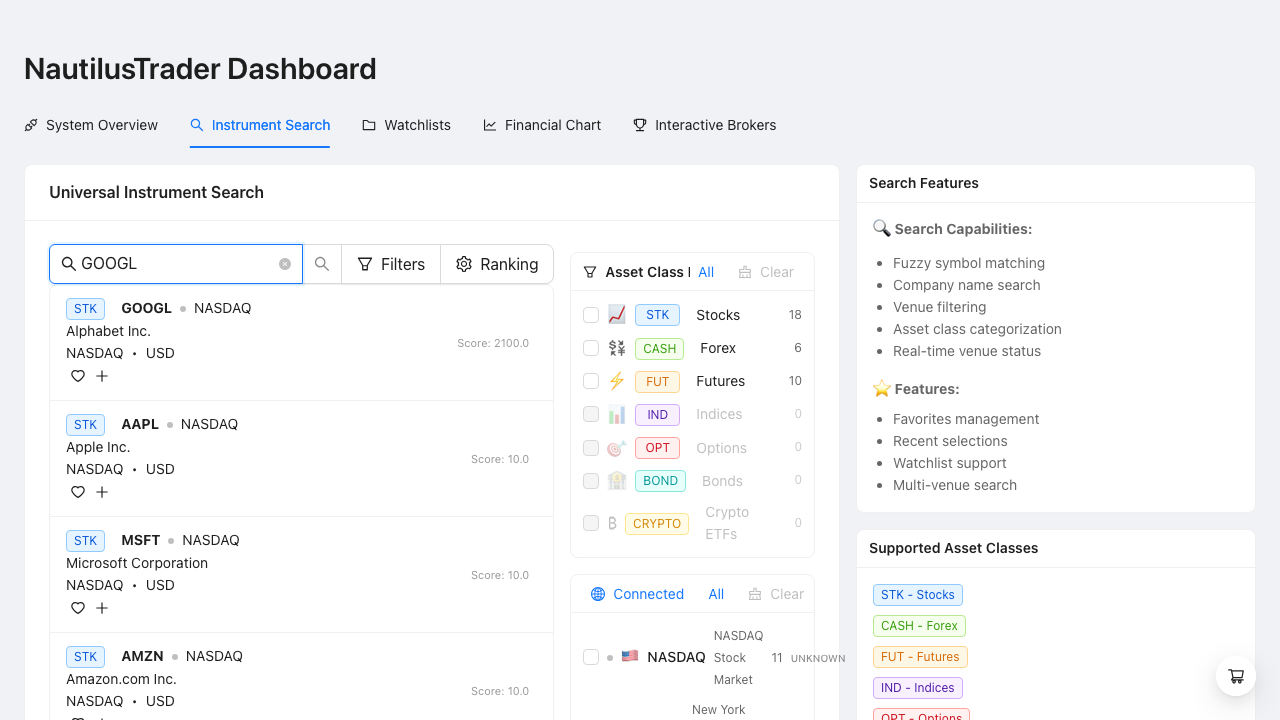 NautilusTrader Dashboard
System Overview
Instrument Search
Watchlists
Financial Chart
Interactive Brokers
Universal Instrument Search
GOOGL
Filters
Ranking
STK GOOGL NASDAQ
Alphabet Inc.
NASDAQ • USD
Score: 2100.0
STK AAPL NASDAQ
Apple Inc.
NASDAQ • USD
Score: 10.0
STK MSFT NASDAQ
Microsoft Corporation
NASDAQ • USD
Score: 10.0
STK AMZN NASDAQ
Amazon.com Inc.
NASDAQ • USD
Score: 10.0
Asset Class All Clear
STK Stocks 18
CASH Forex 6
FUT Futures 10
IND Indices 0
OPT Options 0
BOND Bonds 0
CRYPTO Crypto ETFs 0
Connected All Clear
NASDAQ NASDAQ Stock Market 11 UNKNOWN
New York
Search Features
Search Capabilities:
Fuzzy symbol matching
Company name search
Venue filtering
Asset class categorization
Real-time venue status
Features:
Favorites management
Recent selections
Watchlist support
Multi-venue search
Supported Asset Classes
STK - Stocks
CASH - Forex
FUT - Futures
IND - Indices
OPT - Options